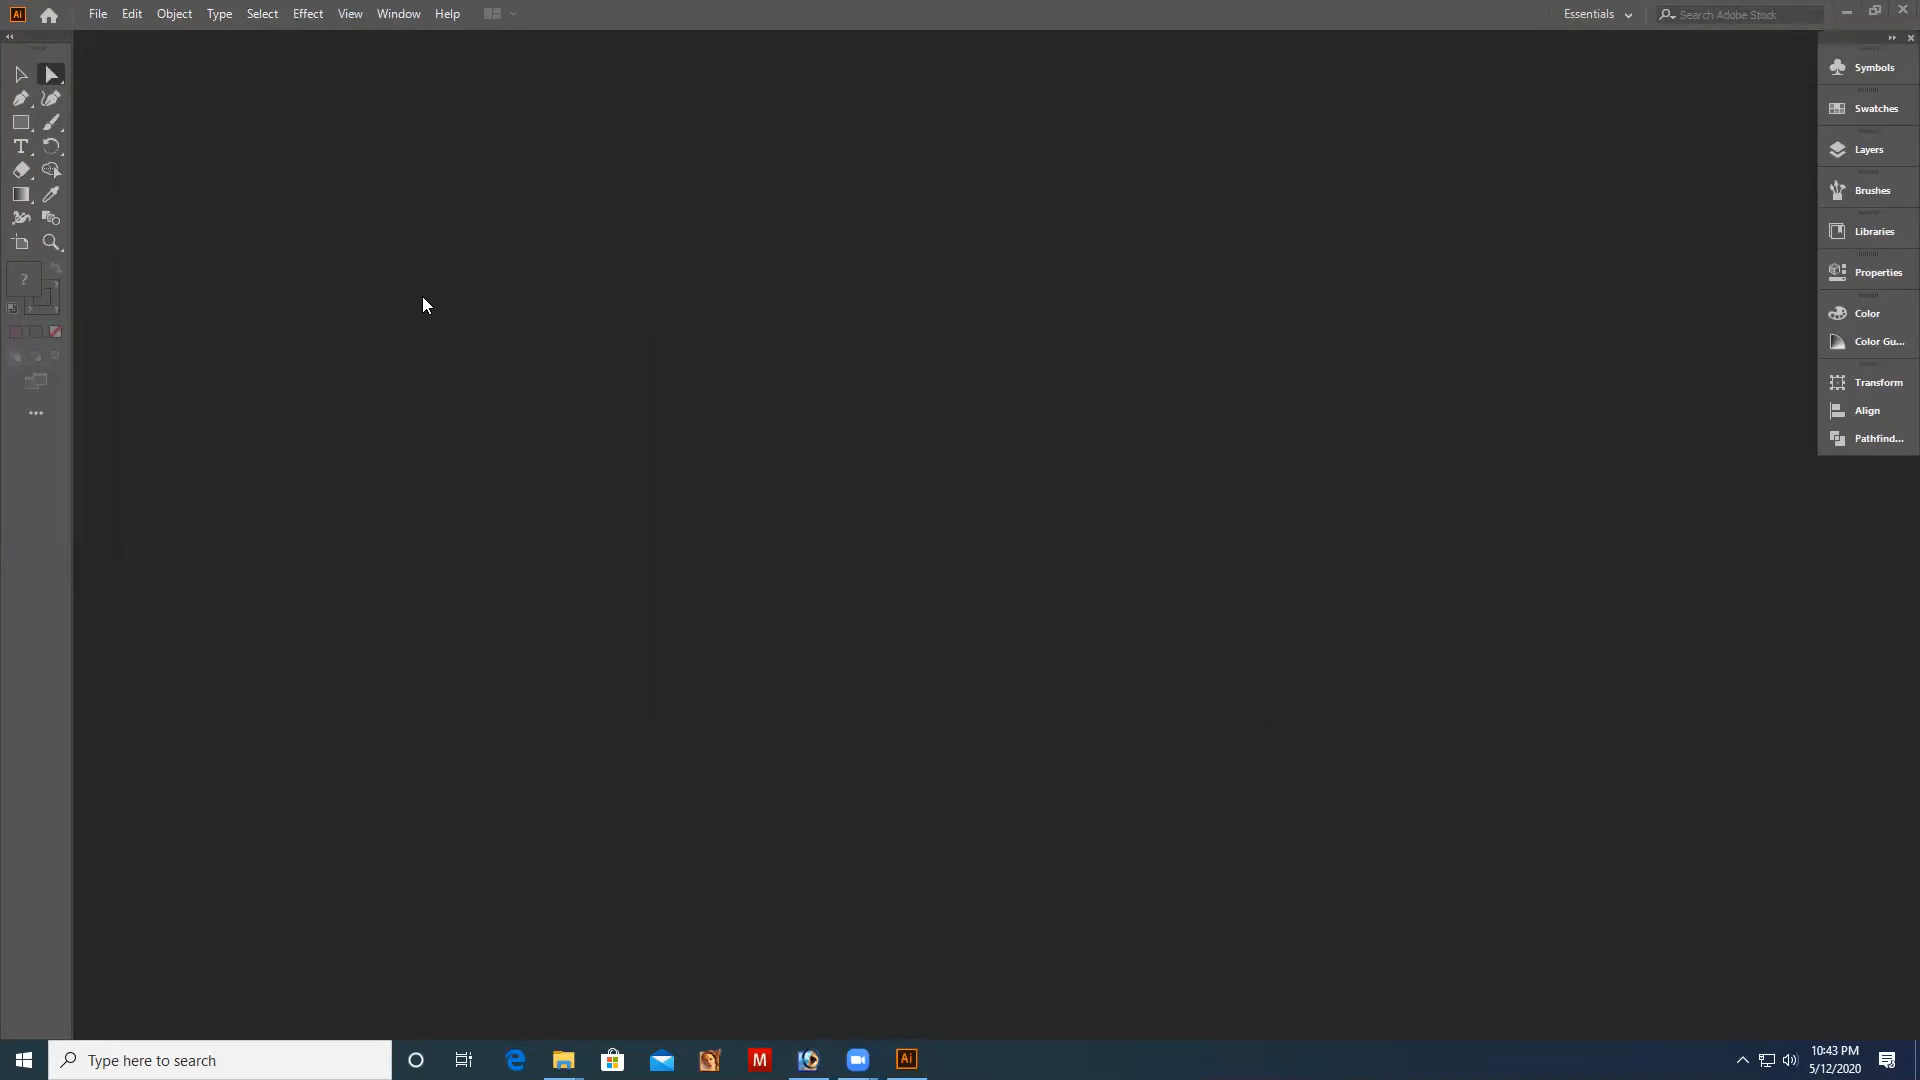 Ai File Edit Object Type Select Effect View Window Help Essentials Search Adobe Stock
Symbols
Swatches
Layers
Brushes
Libraries
Properties
Color
Color Gu...
Transform
Align
Pathfind...
T
?
Type here to search
M
Ai
10:43 PM
5/12/2020